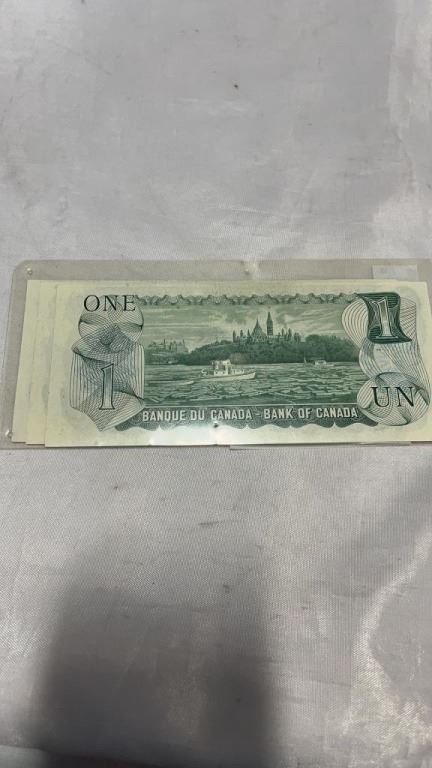 ONE
1
1
UN
BANQUE DU CANADA - BANK OF CANADA